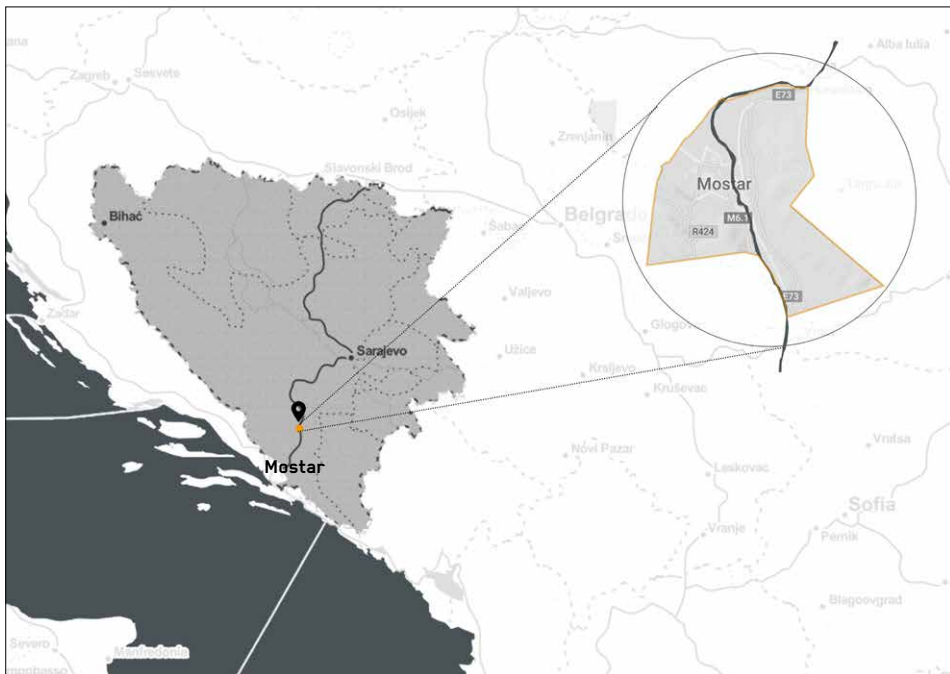 Alba Iulia
Zagreb
Sesvete
E73
Osijek
Zrenjanin
Slavonski Brod
Mostar
Belgrade
Bihać
M6.1
Šabac
R424
Valjevo
E73
Zadar
Glogovac
Sarajevo
Užice
Kraljevo
Kruševac
Vratsa
Novi Pazar
Mostar
Leskovac
Sofia
Vranje
Pernik
Blagoevgrad
Manfredonia